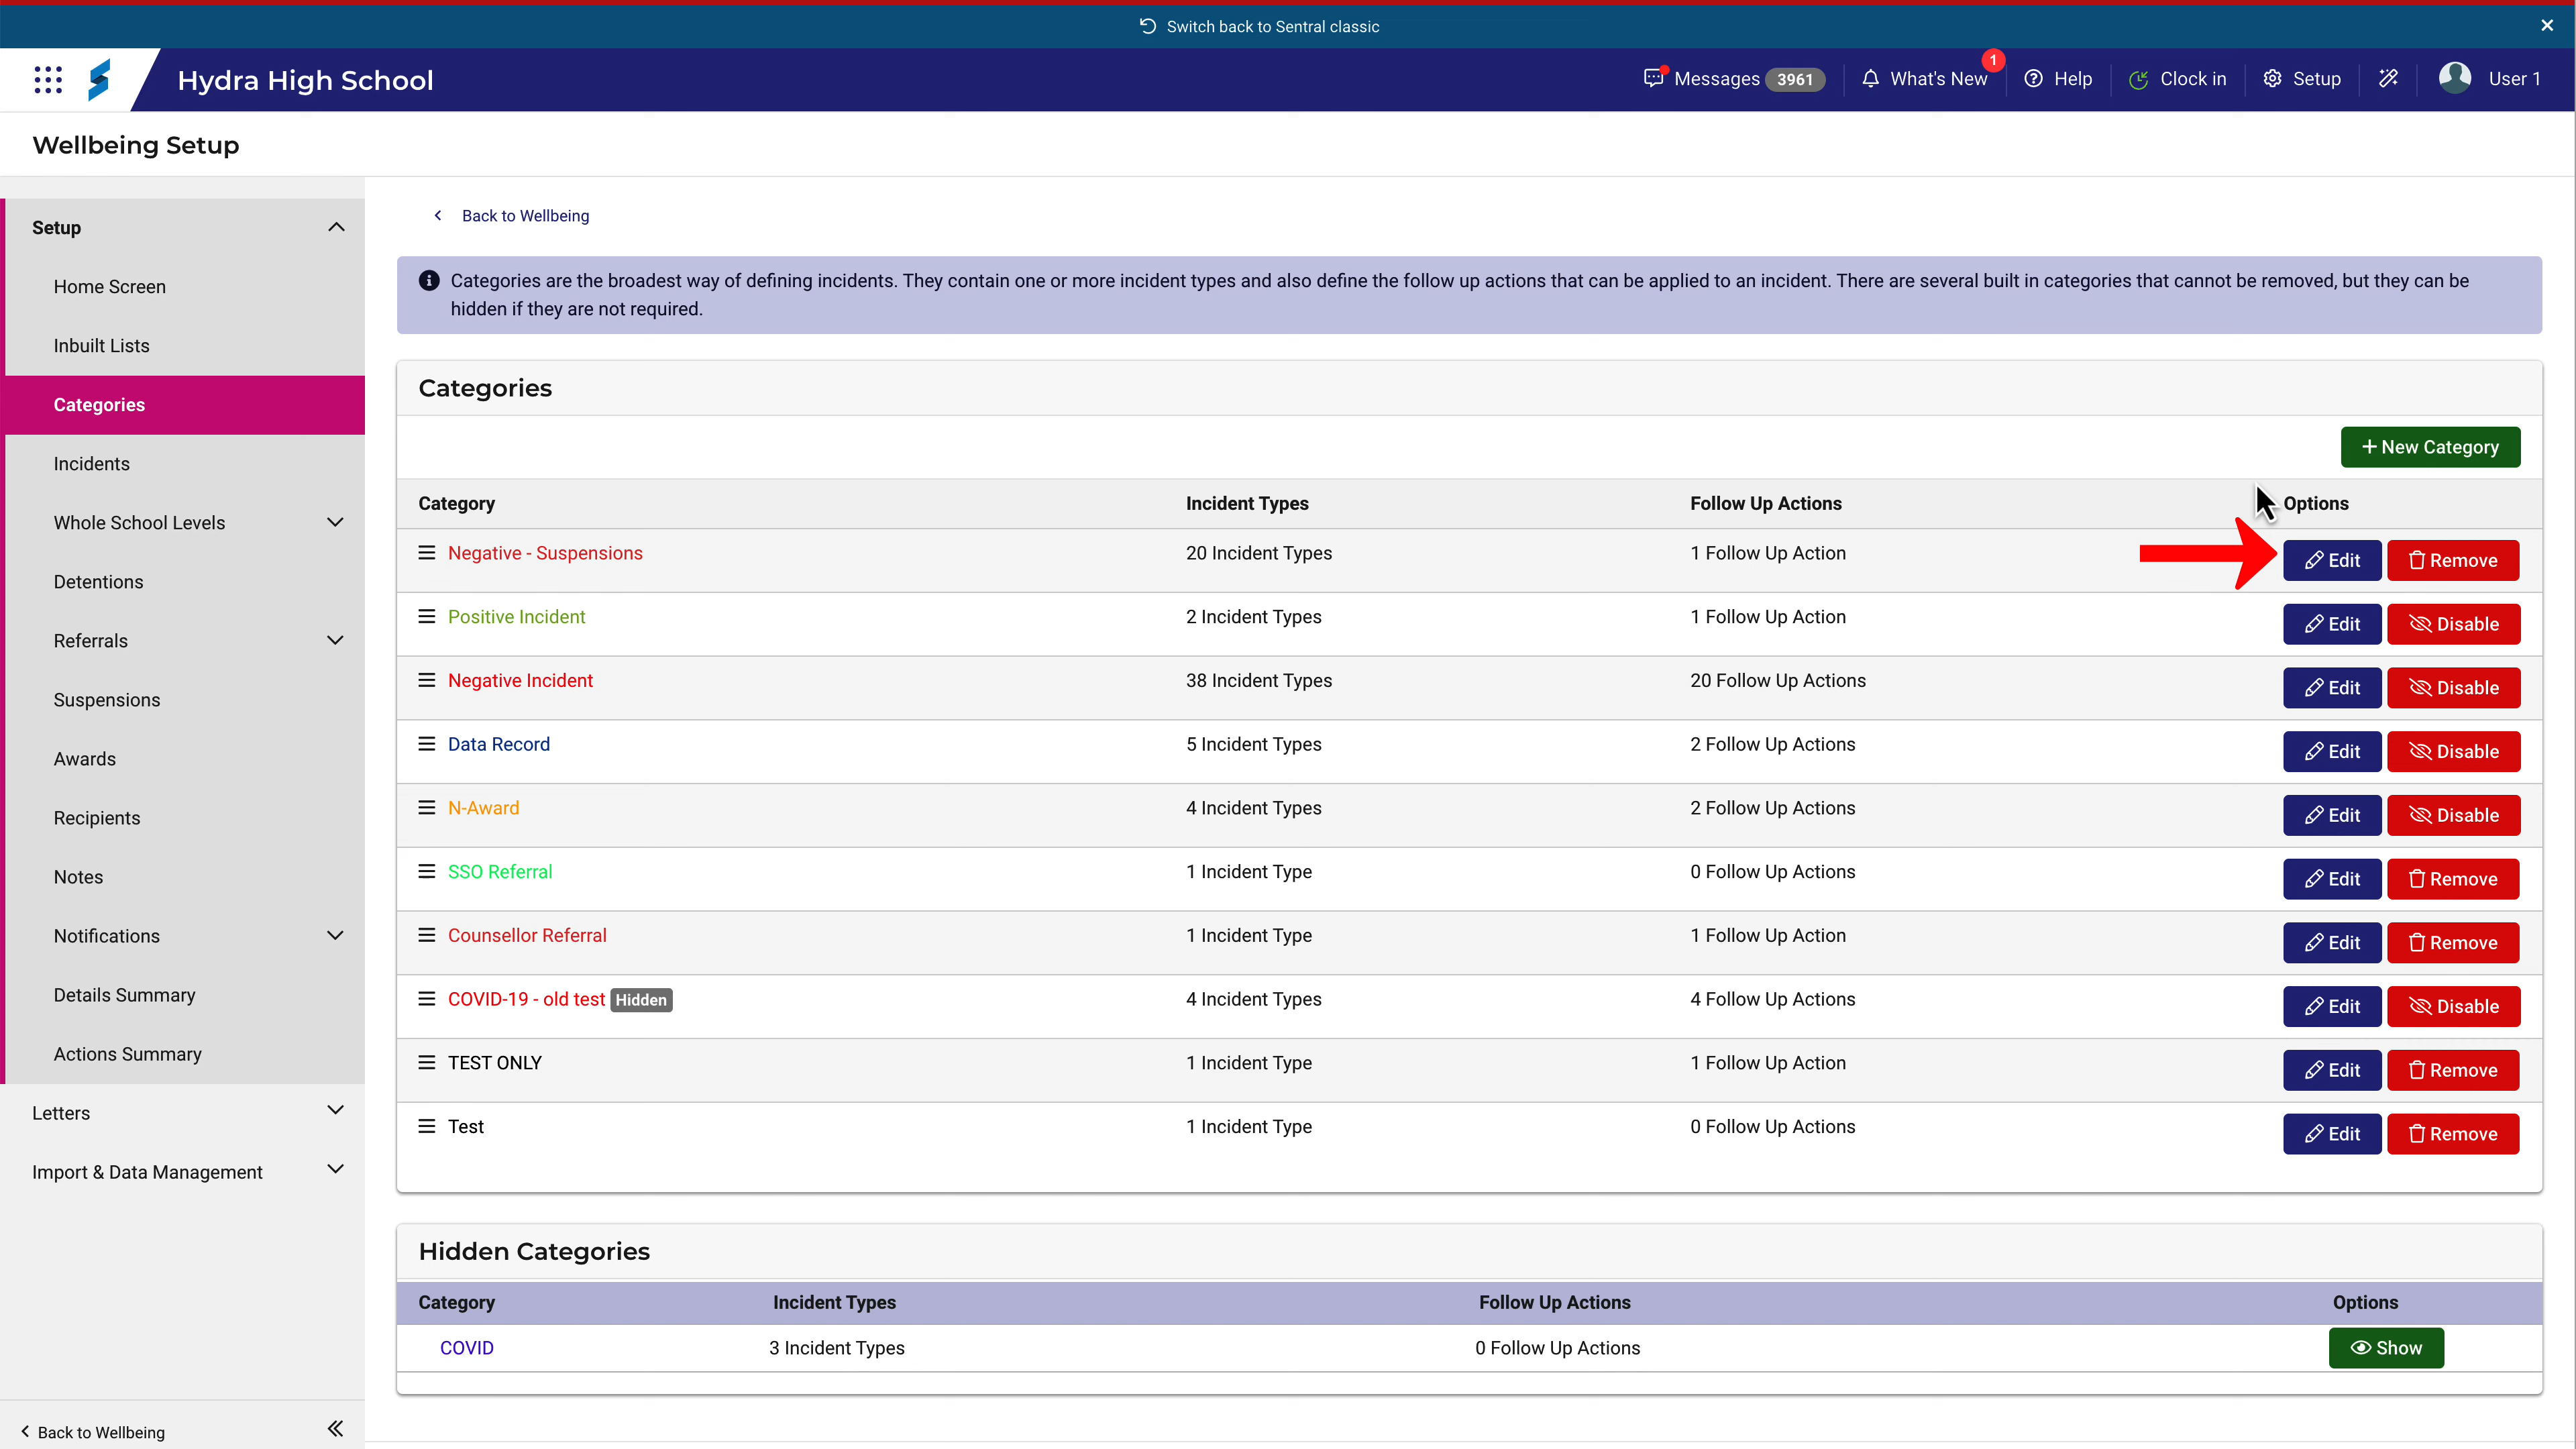 Switch back to Sentral classic
Hydra High School
Messages 3961
What's New 1
Help
Clock in
Setup
User 1
Wellbeing Setup
Setup
Home Screen
Inbuilt Lists
Categories
Incidents
Whole School Levels
Detentions
Referrals
Suspensions
Awards
Recipients
Notes
Notifications
Details Summary
Actions Summary
Letters
Import & Data Management
Back to Wellbeing
Back to Wellbeing
Categories are the broadest way of defining incidents. They contain one or more incident types and also define the follow up actions that can be applied to an incident. There are several built in categories that cannot be removed, but they can be
hidden if they are not required.
Categories
New Category
Category Incident Types Follow Up Actions Options
Negative - Suspensions 20 Incident Types 1 Follow Up Action Edit Remove
Positive Incident 2 Incident Types 1 Follow Up Action Edit Disable
Negative Incident 38 Incident Types 20 Follow Up Actions Edit Disable
Data Record 5 Incident Types 2 Follow Up Actions Edit Disable
N-Award 4 Incident Types 2 Follow Up Actions Edit Disable
SSO Referral 1 Incident Type 0 Follow Up Actions Edit Remove
Counsellor Referral 1 Incident Type 1 Follow Up Action Edit Remove
COVID-19 - old test Hidden 4 Incident Types 4 Follow Up Actions Edit Disable
TEST ONLY 1 Incident Type 1 Follow Up Action Edit Remove
Test 1 Incident Type 0 Follow Up Actions Edit Remove
Hidden Categories
Category Incident Types Follow Up Actions Options
COVID 3 Incident Types 0 Follow Up Actions Show